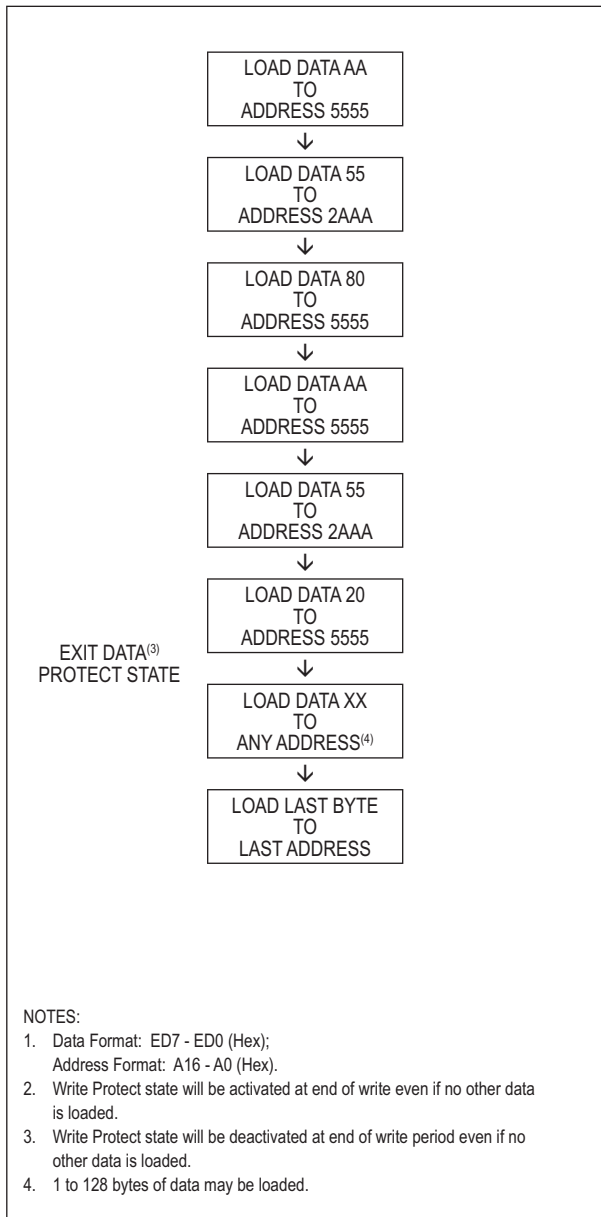 LOAD DATA AA
TO
ADDRESS 5555
↓
LOAD DATA 55
TO
ADDRESS 2AAA
↓
LOAD DATA 80
TO
ADDRESS 5555
↓
LOAD DATA AA
TO
ADDRESS 5555
↓
LOAD DATA 55
TO
ADDRESS 2AAA
↓
LOAD DATA 20
TO
ADDRESS 5555
EXIT DATA(3)
PROTECT STATE
↓
LOAD DATA XX
TO
ANY ADDRESS(4)
↓
LOAD LAST BYTE
TO
LAST ADDRESS
NOTES:
1. Data Format: ED7 - ED0 (Hex);
Address Format: A16 - A0 (Hex).
2. Write Protect state will be activated at end of write even if no other data
is loaded.
3. Write Protect state will be deactivated at end of write period even if no
other data is loaded.
4. 1 to 128 bytes of data may be loaded.